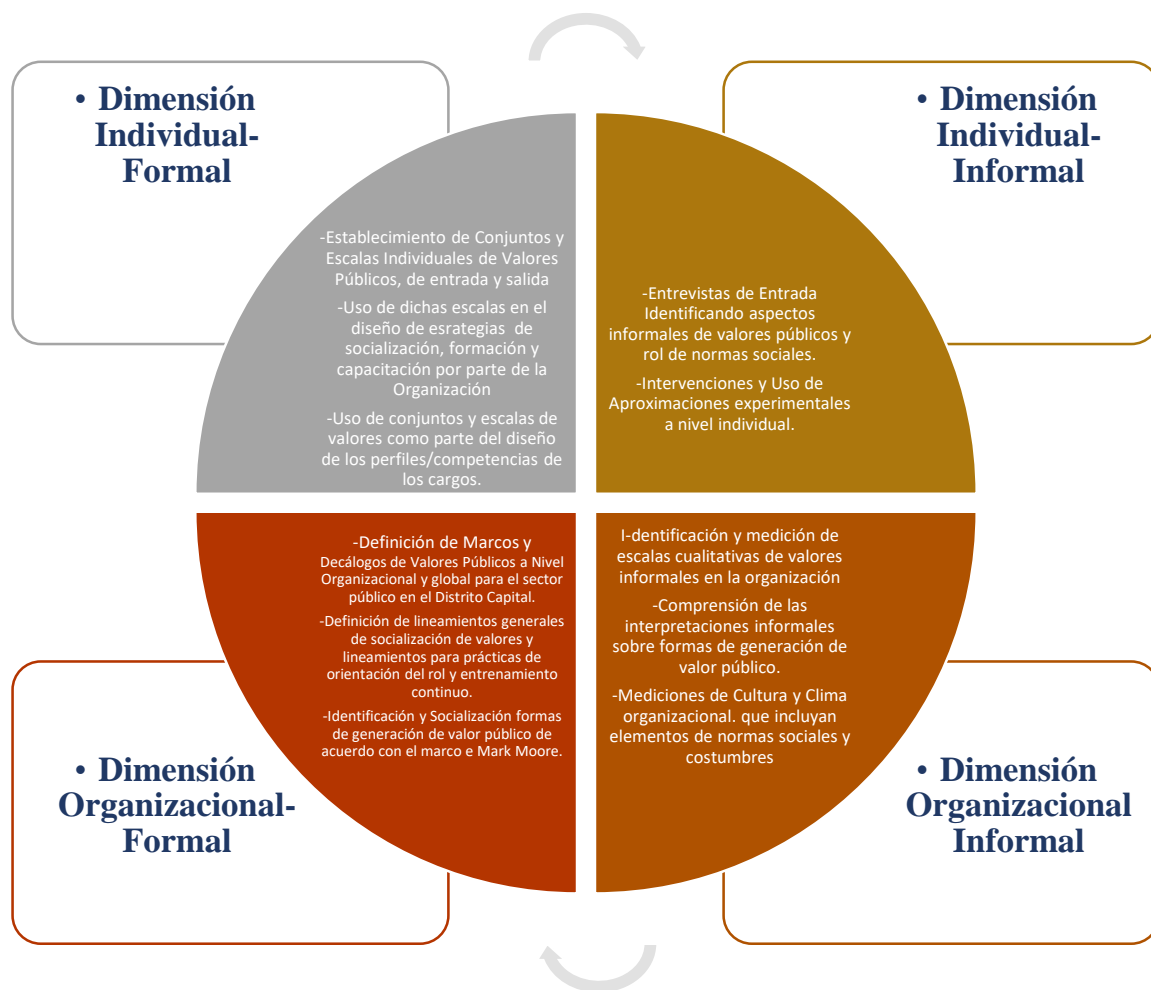 • Dimensión
Individual-
Formal
• Dimensión
Individual-
Informal
-Establecimiento de Conjuntos y
Escalas Individuales de Valores
Públicos, de entrada y salida
-Uso de dichas escalas en el
diseño de esrategias de
socialización, formación y
capacitación por parte de la
Organización
-Uso de conjuntos y escalas de
valores como parte del diseño
de los perfiles/competencias de
los cargos.
-Entrevistas de Entrada
Identificando aspectos
informales de valores públicos y
rol de normas sociales.
-Intervenciones y Uso de
Aproximaciones experimentales
a nivel individual.
-Definición de Marcos y
Decálogos de Valores Públicos a Nivel
Organizacional y global para el sector
público en el Distrito Capital.
-Definición de lineamientos generales
de socialización de valores y
lineamientos para prácticas de
orientación del rol y entrenamiento
continuo.
-Identificación y Socialización formas
de generación de valor público de
acuerdo con el marco e Mark Moore.
I-dentificación y medición de
escalas cualitativas de valores
informales en la organización
-Comprensión de las
interpretaciones informales
sobre formas de generación de
valor público.
-Mediciones de Cultura y Clima
organizacional. que incluyan
elementos de normas sociales y
costumbres
• Dimensión
Organizacional-
Formal
• Dimensión
Organizacional
Informal